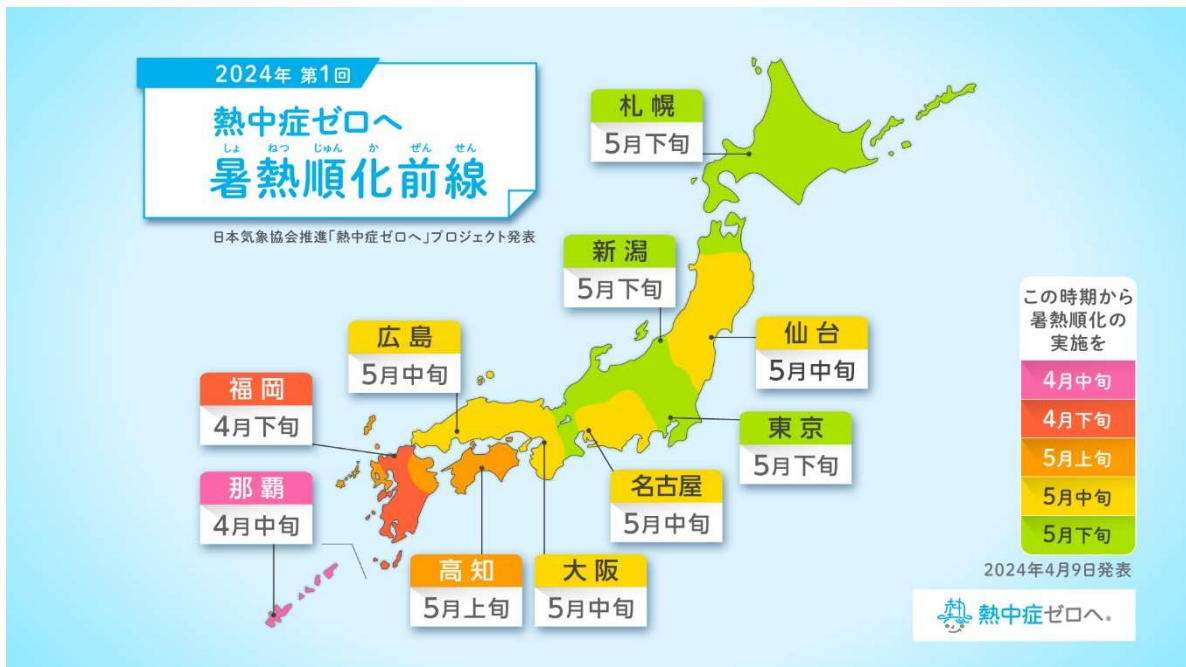 2024年 第1回
熱中症ゼロへ
しょ ねつ じゅん か ぜん せん
暑熱順化前線
日本気象協会推進「熱中症ゼロへ」プロジェクト発表
札幌
5月下旬
新潟
5月下旬
仙台
5月中旬
広島
5月中旬
福岡
4月下旬
東京
5月下旬
那覇
4月中旬
名古屋
5月中旬
高知
5月上旬
大阪
5月中旬
この時期から
暑熱順化の
実施を
4月中旬
4月下旬
5月上旬
5月中旬
5月下旬
2024年4月9日発表
熱中症ゼロへ®